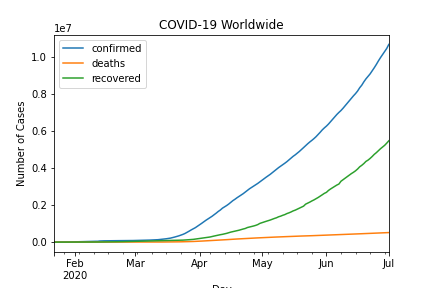 COVID-19 Worldwide
1e7
confirmed
deaths
recovered
Number of Cases
1.0
0.8
0.6
0.4
0.2
0.0
Feb Mar Apr May Jun Jul
2020